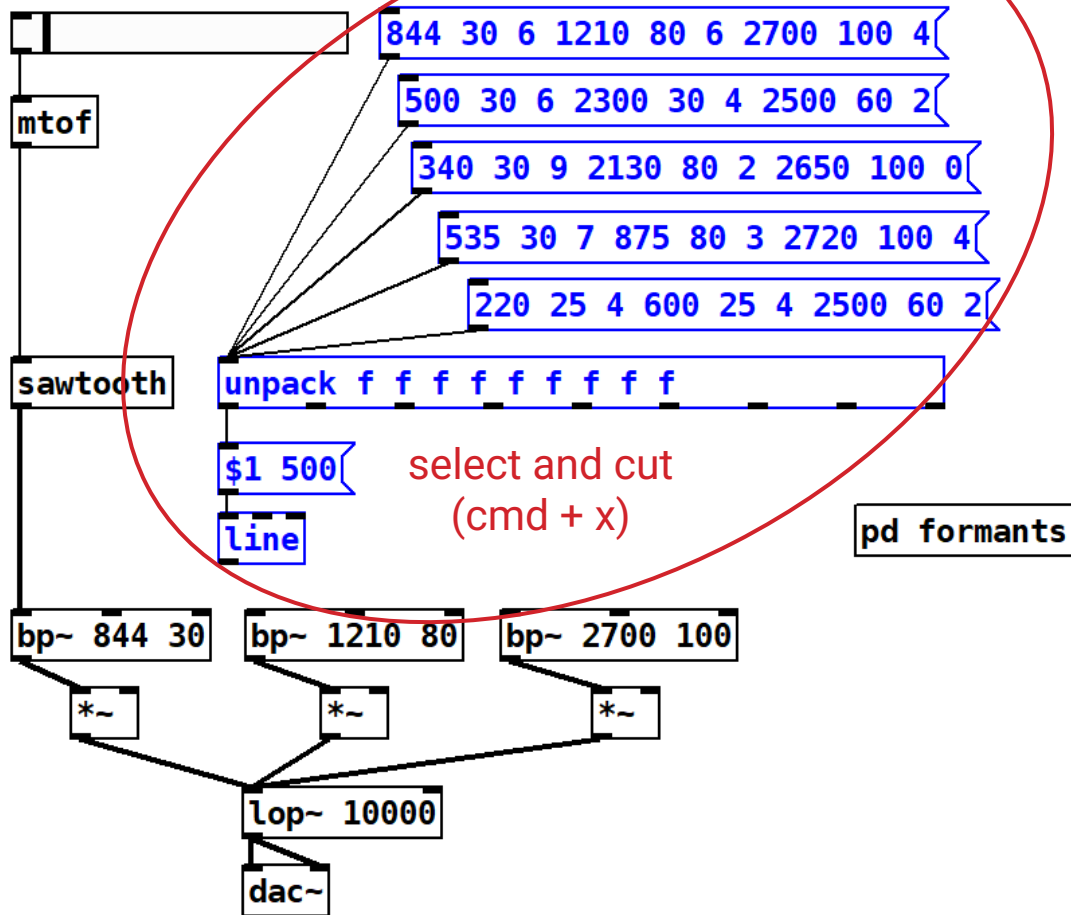 844 30 6 1210 80 6 2700 100 4
500 30 6 2300 30 4 2500 60 2
mtof
340 30 9 2130 80 2 2650 100 0
535 30 7 875 80 3 2720 100 4
220 25 4 600 25 4 2500 60 2
sawtooth
unpack f f f f f f f f f
$1 500
select and cut
(cmd + x)
line
pd formants
bp~ 844 30
bp~ 1210 80
bp~ 2700 100
*~
*~
*~
lop~ 10000
dac~